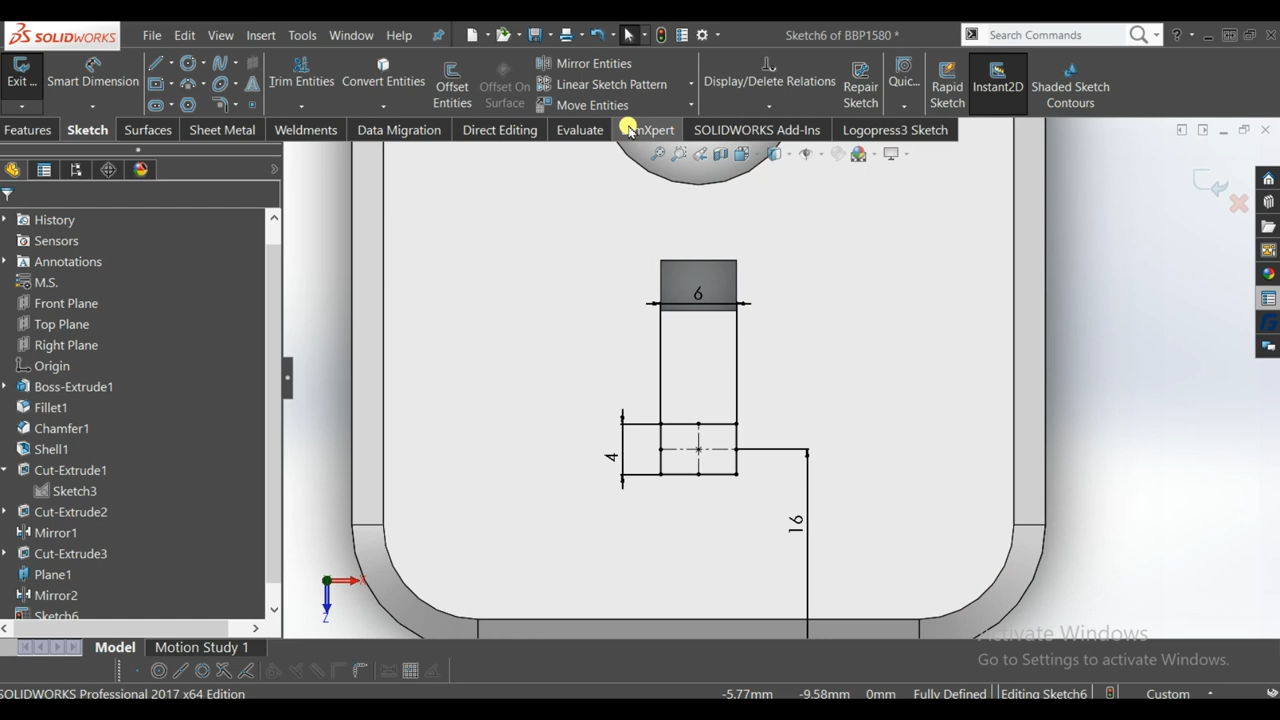 SOLIDWORKS File Edit View Insert Tools Window Help Sketch6 of BBP1580 * Search Commands ?
Exit ... Smart Dimension Trim Entities Convert Entities Offset Entities Offset On Surface Mirror Entities Linear Sketch Pattern Move Entities Display/Delete Relations Repair Sketch Quic... Rapid Sketch Instant2D Shaded Sketch Contours
Features Sketch Surfaces Sheet Metal Weldments Data Migration Direct Editing Evaluate mXpert SOLIDWORKS Add-Ins Logopress3 Sketch
History
Sensors
Annotations
M.S.
Front Plane
Top Plane
Right Plane
Origin
Boss-Extrude1
Fillet1
Chamfer1
Shell1
Cut-Extrude1
Sketch3
Cut-Extrude2
Mirror1
Cut-Extrude3
Plane1
Mirror2
Sketch6
6
4
16
X
Z
Activate Windows
Go to Settings to activate Windows.
Model Motion Study 1
SOLIDWORKS Professional 2017 x64 Edition -5.77mm -9.58mm 0mm Fully Defined Editing Sketch6 Custom